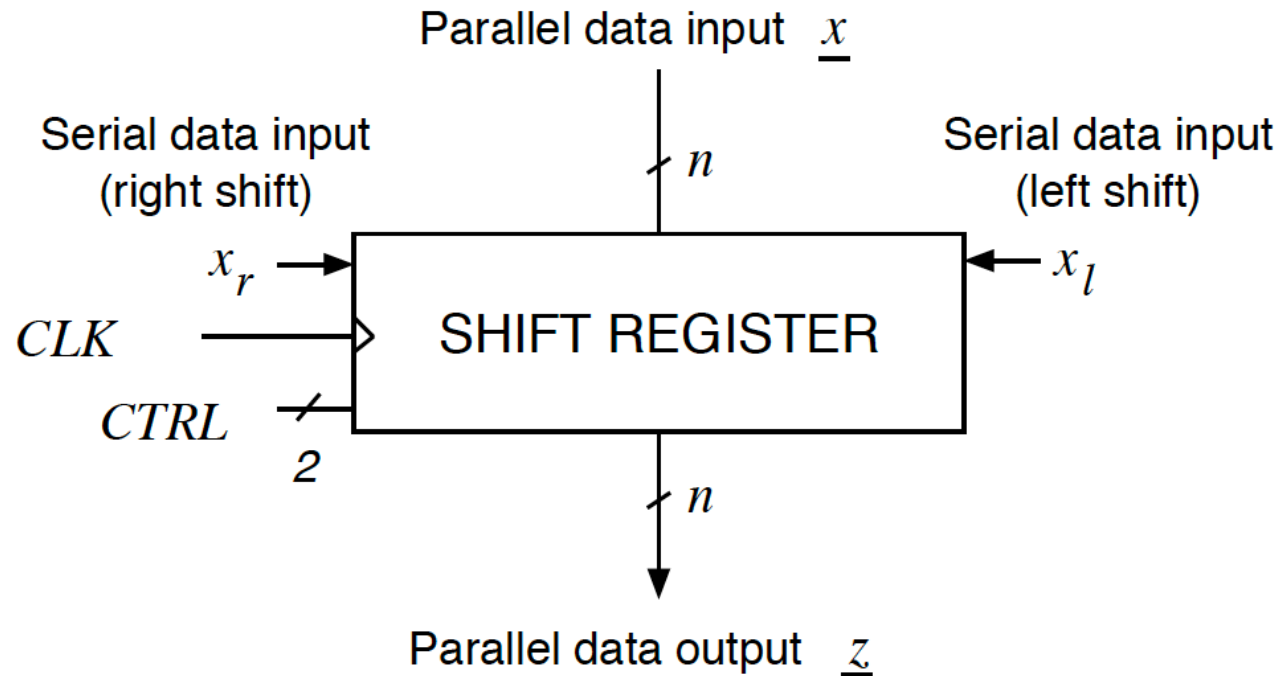 Parallel data input x
n
Serial data input
(right shift)
Serial data input
(left shift)
x_r
x_l
CLK
SHIFT REGISTER
CTRL
2
n
Parallel data output z